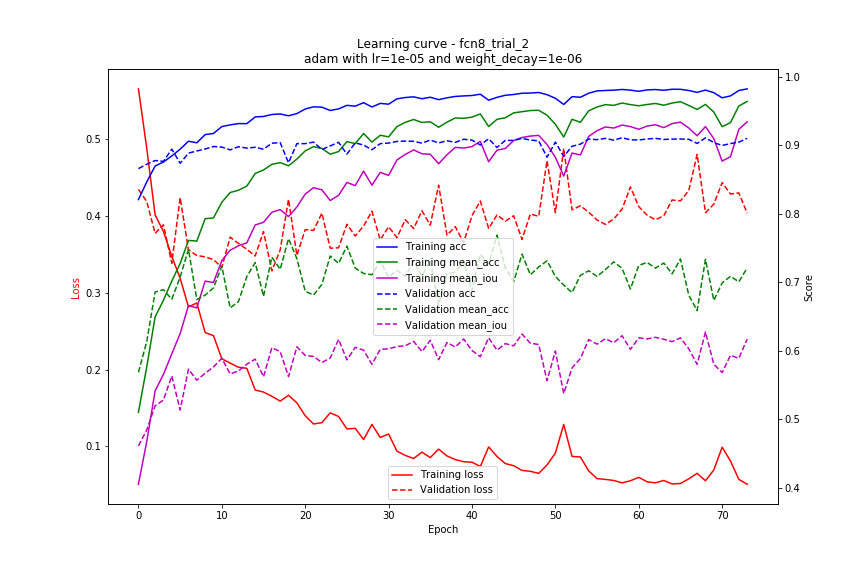 Learning curve - fcn8_trial_2
adam with lr=1e-05 and weight_decay=1e-06
Loss
0.5
0.4
0.3
0.2
0.1
1.0
0.9
0.8
0.7
0.6
0.5
0.4
Score
Training acc
Training mean_acc
Training mean_iou
Validation acc
Validation mean_acc
Validation mean_iou
Training loss
Validation loss
0 10 20 30 40 50 60 70
Epoch